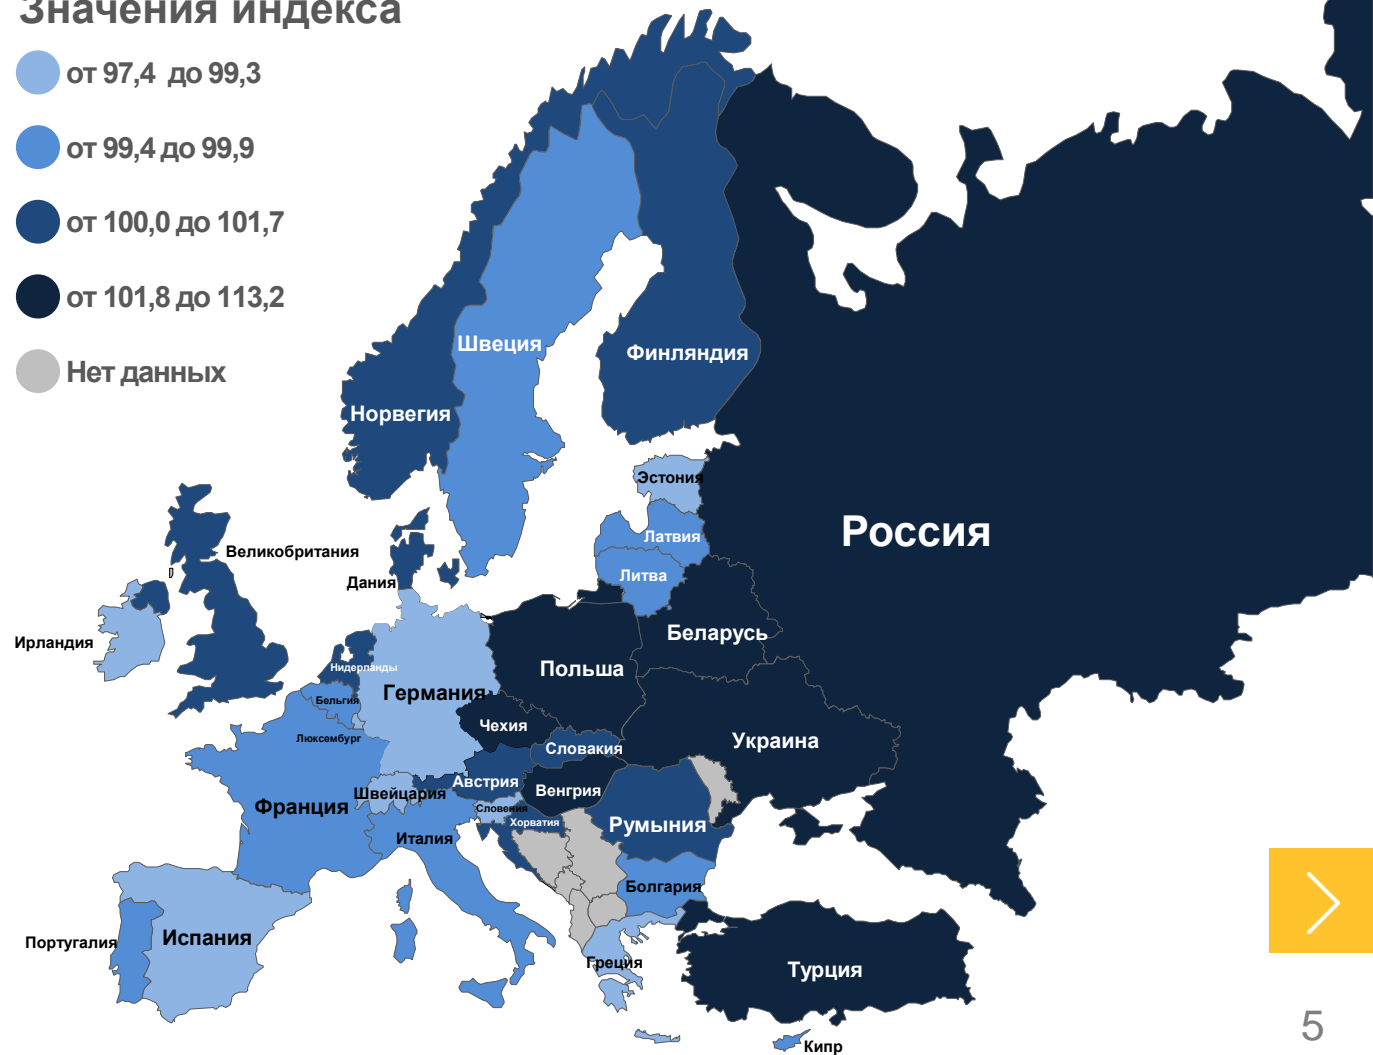 Значения индекса
от 97,4 до 99,3
от 99,4 до 99,9
от 100,0 до 101,7
от 101,8 до 113,2
Нет данных
Швеция
Финляндия
Норвегия
Эстония
Россия
Латвия
Великобритания
Литва
Дания
Беларусь
Ирландия
Нидерланды
Польша
Германия
Бельгия
Чехия
Люксембург
Украина
Словакия
Австрия
Венгрия
Швейцария
Франция
Словения
Хорватия
Румыния
Италия
Болгария
Португалия
Испания
Греция
Турция
Кипр
5